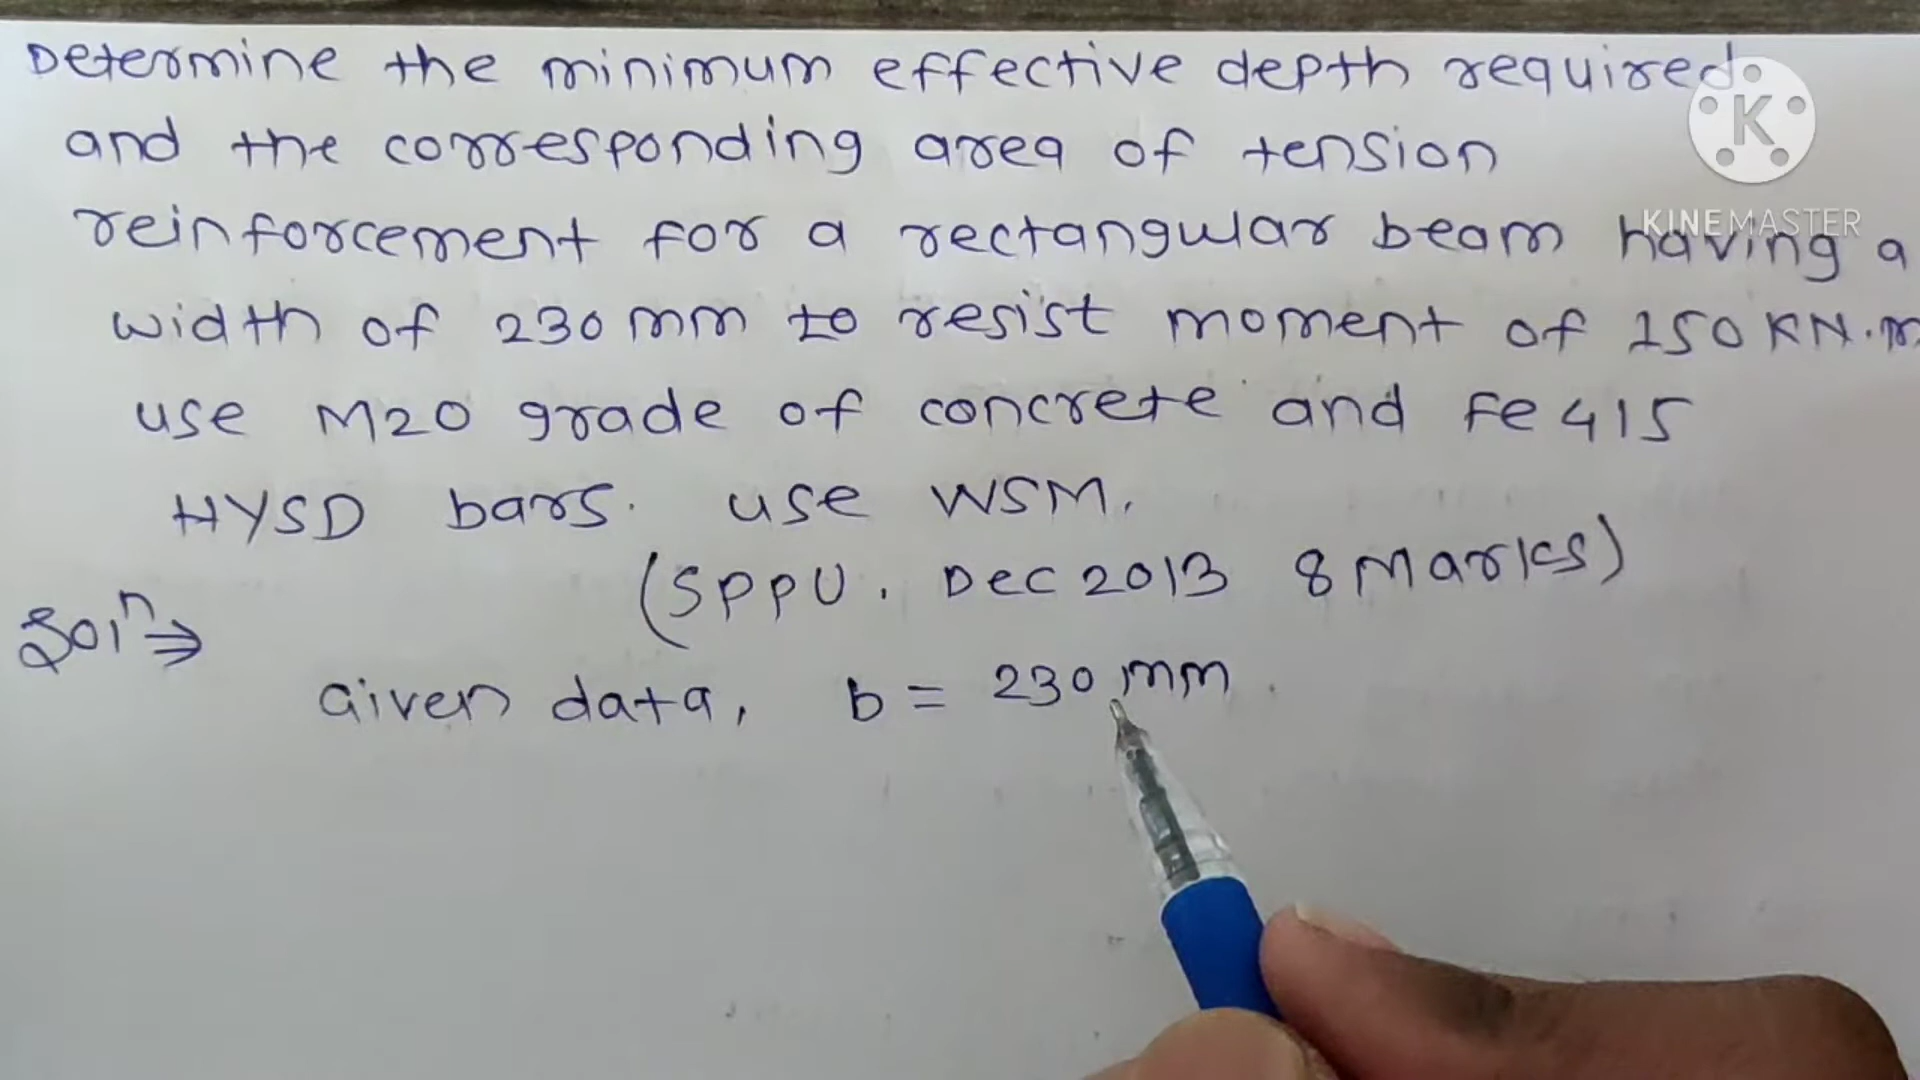 Determine the minimum effective depth required
and the corresponding area of tension
reinforcement for a rectangular beam having a
width of 230 mm to resist moment of 150 KN.m
use M20 grade of concrete and Fe 415
HYSD bars. use WSM.
(SPPU. Dec 2013 8 Marks)
Solⁿ⇒
Given data, b = 230 mm.
K
KINEMASTER